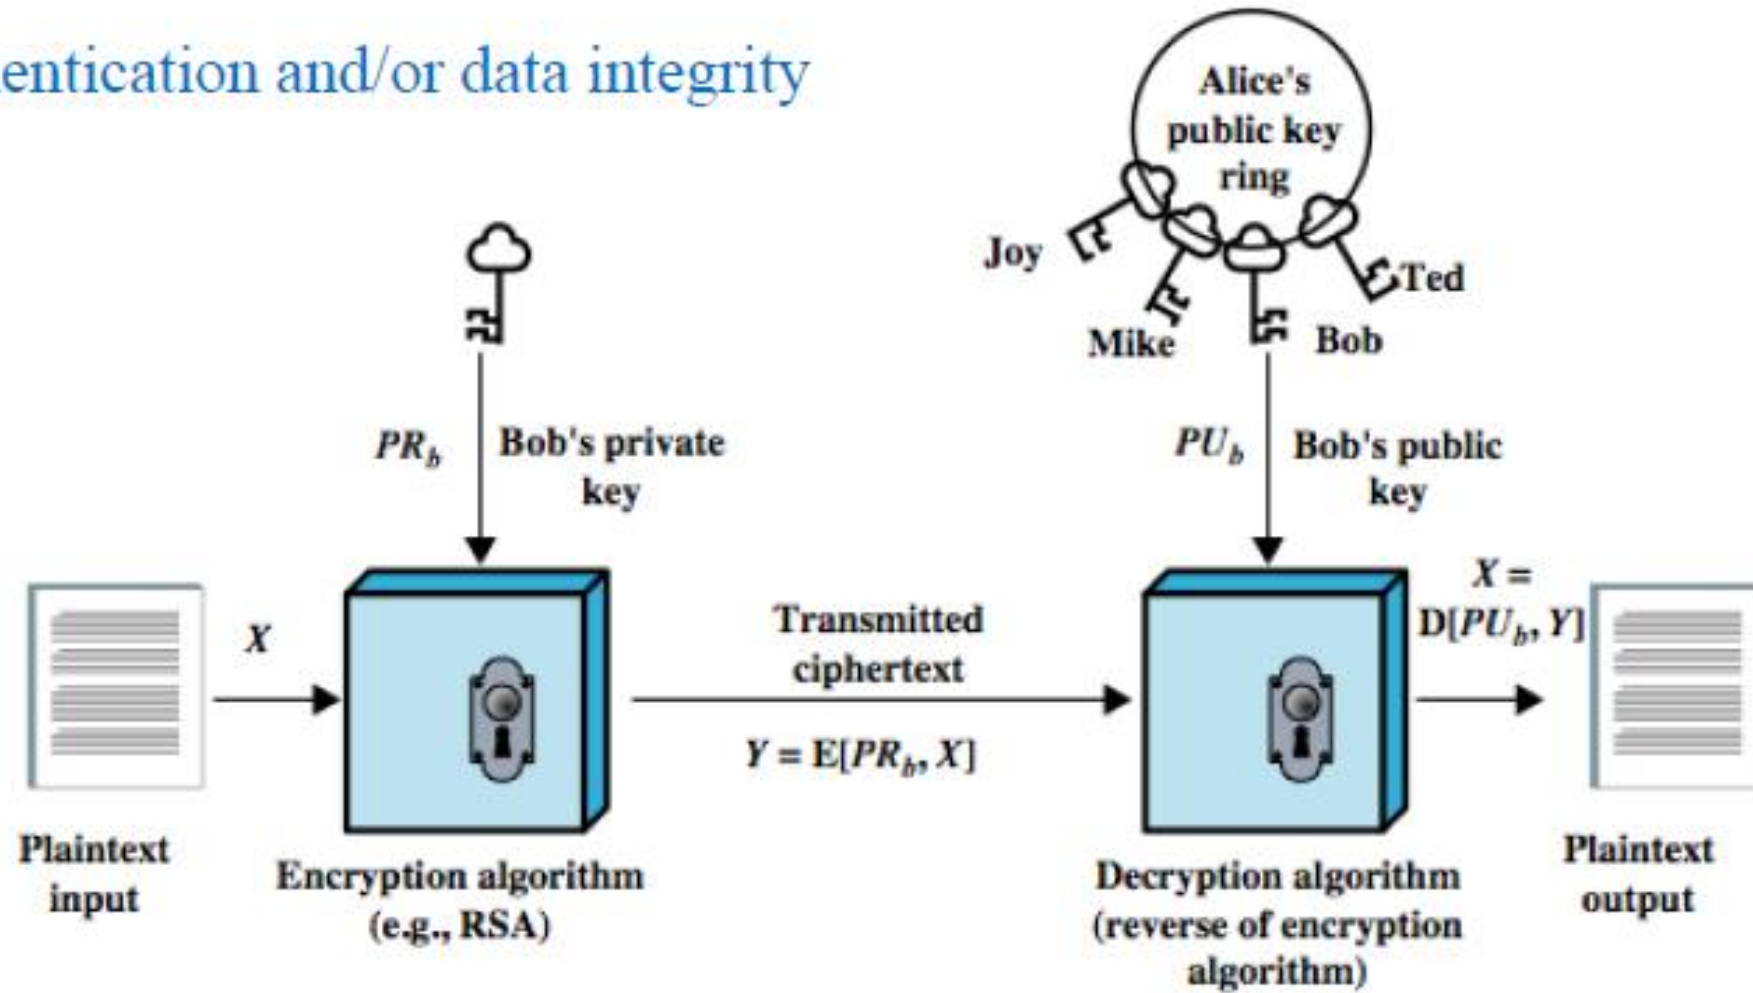 entication and/or data integrity
Alice's
public key
ring
Joy
Ted
Mike
Bob
PR_b
Bob's private
key
PU_b
Bob's public
key
X
Transmitted
ciphertext
Y = E[PR_b, X]
X =
D[PU_b, Y]
Plaintext
input
Encryption algorithm
(e.g., RSA)
Decryption algorithm
(reverse of encryption
algorithm)
Plaintext
output